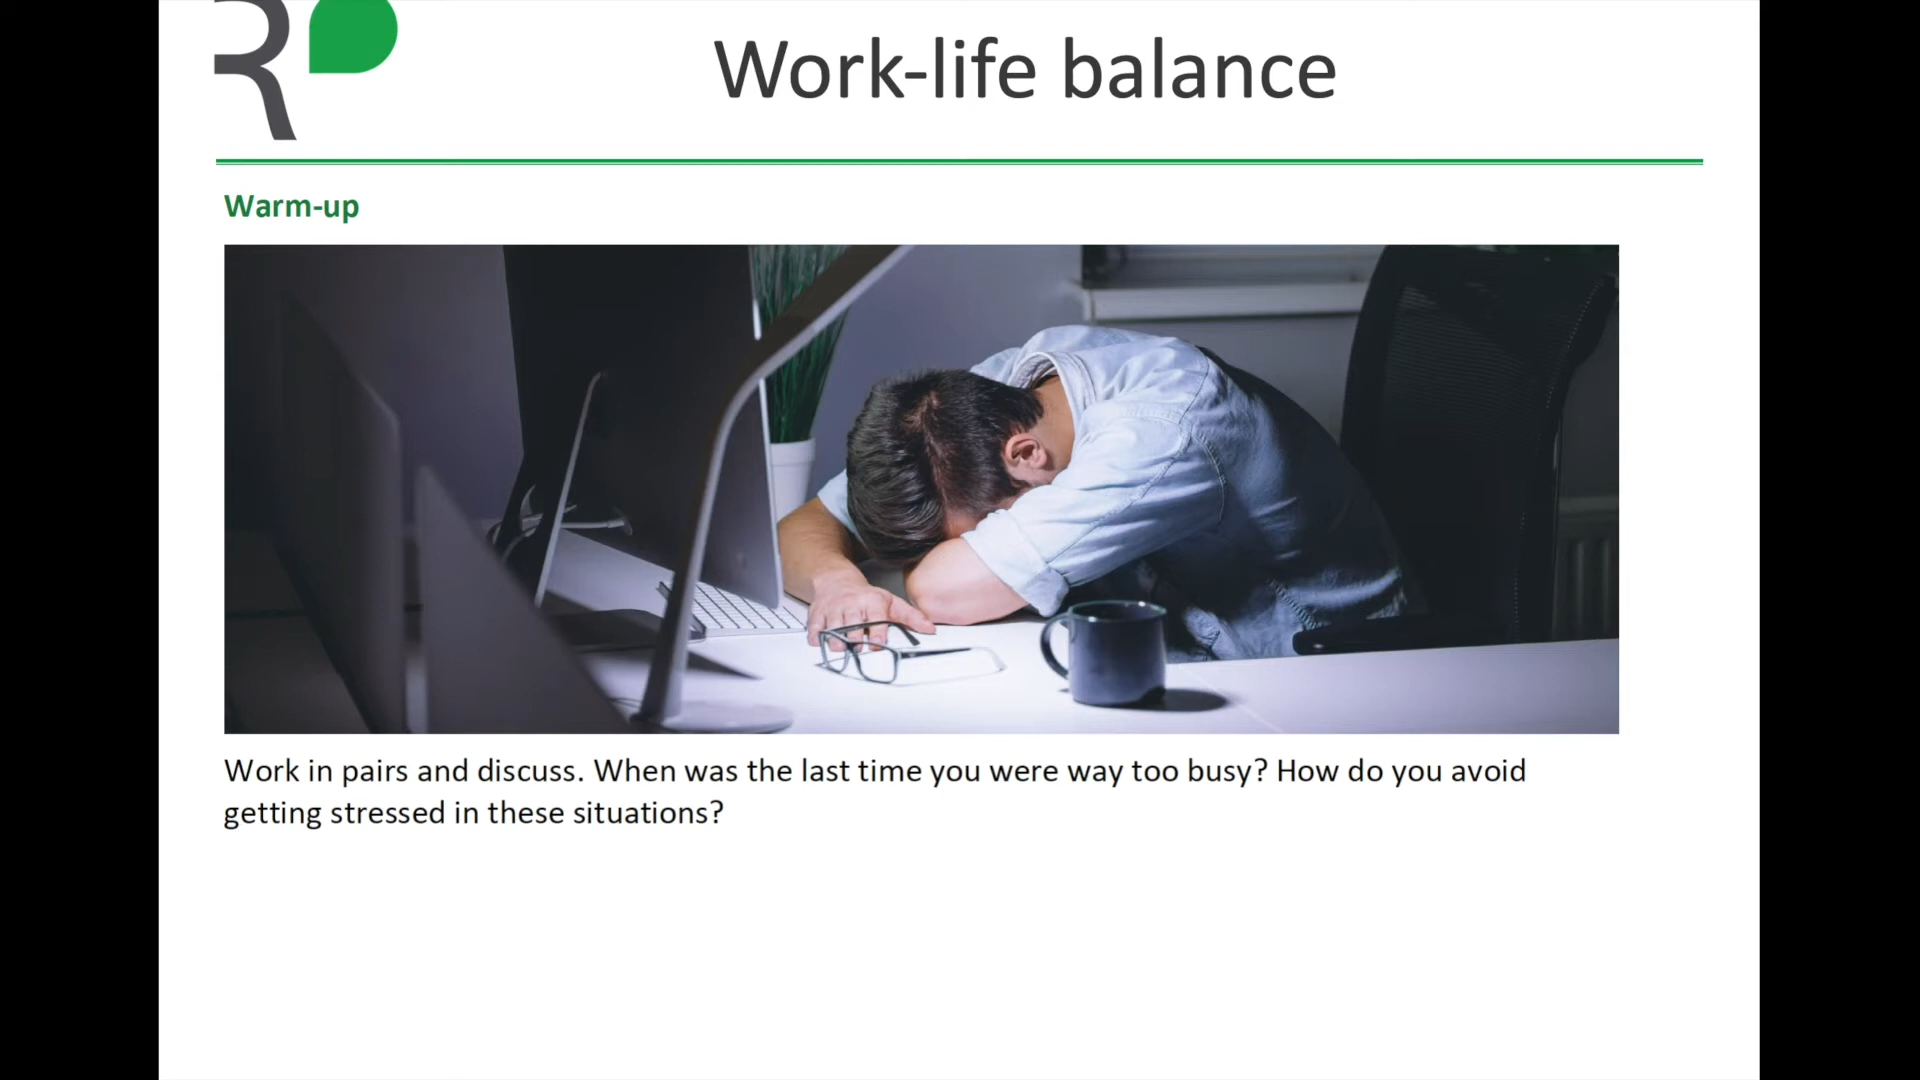 Work-life balance
Warm-up
Work in pairs and discuss. When was the last time you were way too busy? How do you avoid
getting stressed in these situations?